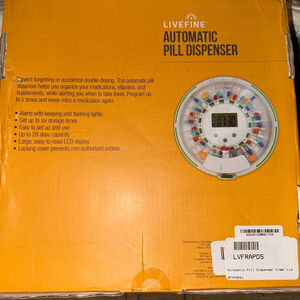 LIVEFINE
AUTOMATIC
PILL DISPENSER
Prevent forgetting or accidental double-dosing. This automatic pill
dispenser helps you organize your medications, vitamins, and
supplements, while alerting you when to take them. Program up
to 6 times and never miss a medication again.
• Alerts with beeping and flashing lights
• Set up to six dosage times
• Easy to set up and use
• Up to 28 days capacity
• Large, easy-to-read LCD display
• Locking cover prevents non-authorized access
LVFRAPDS
Automatic Pill Dispenser Clear Lid